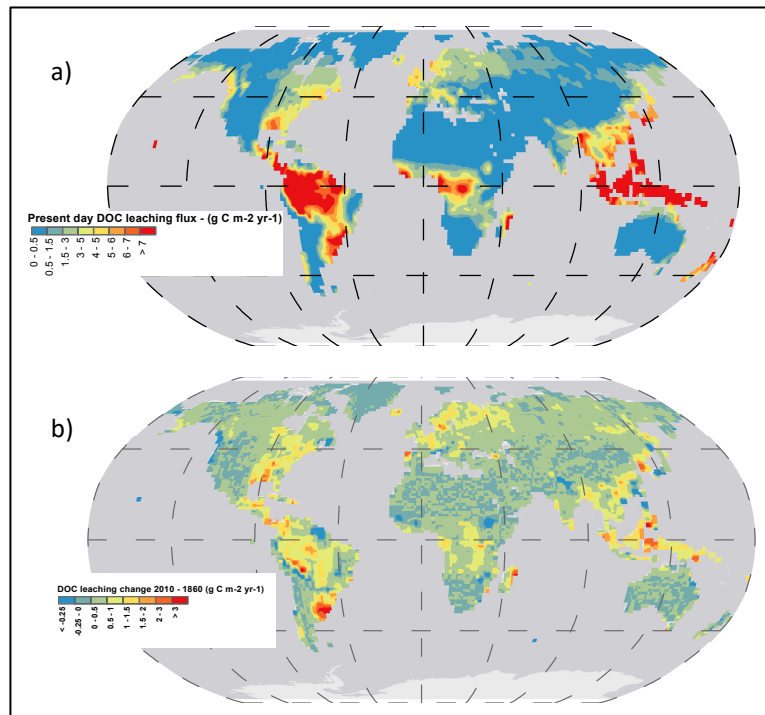 a)
Present day DOC leaching flux - (g C m-2 yr-1)
0 - 0.5
0.5 - 1.5
1.5 - 3
3 - 5
4 - 5
5 - 6
6 - 7
> 7
b)
DOC leaching change 2010 - 1860 (g C m-2 yr-1)
< -0.25
-0.25 - 0
0 - 0.5
0.5 - 1
1 - 1.5
1.5 - 2
2 - 3
> 3